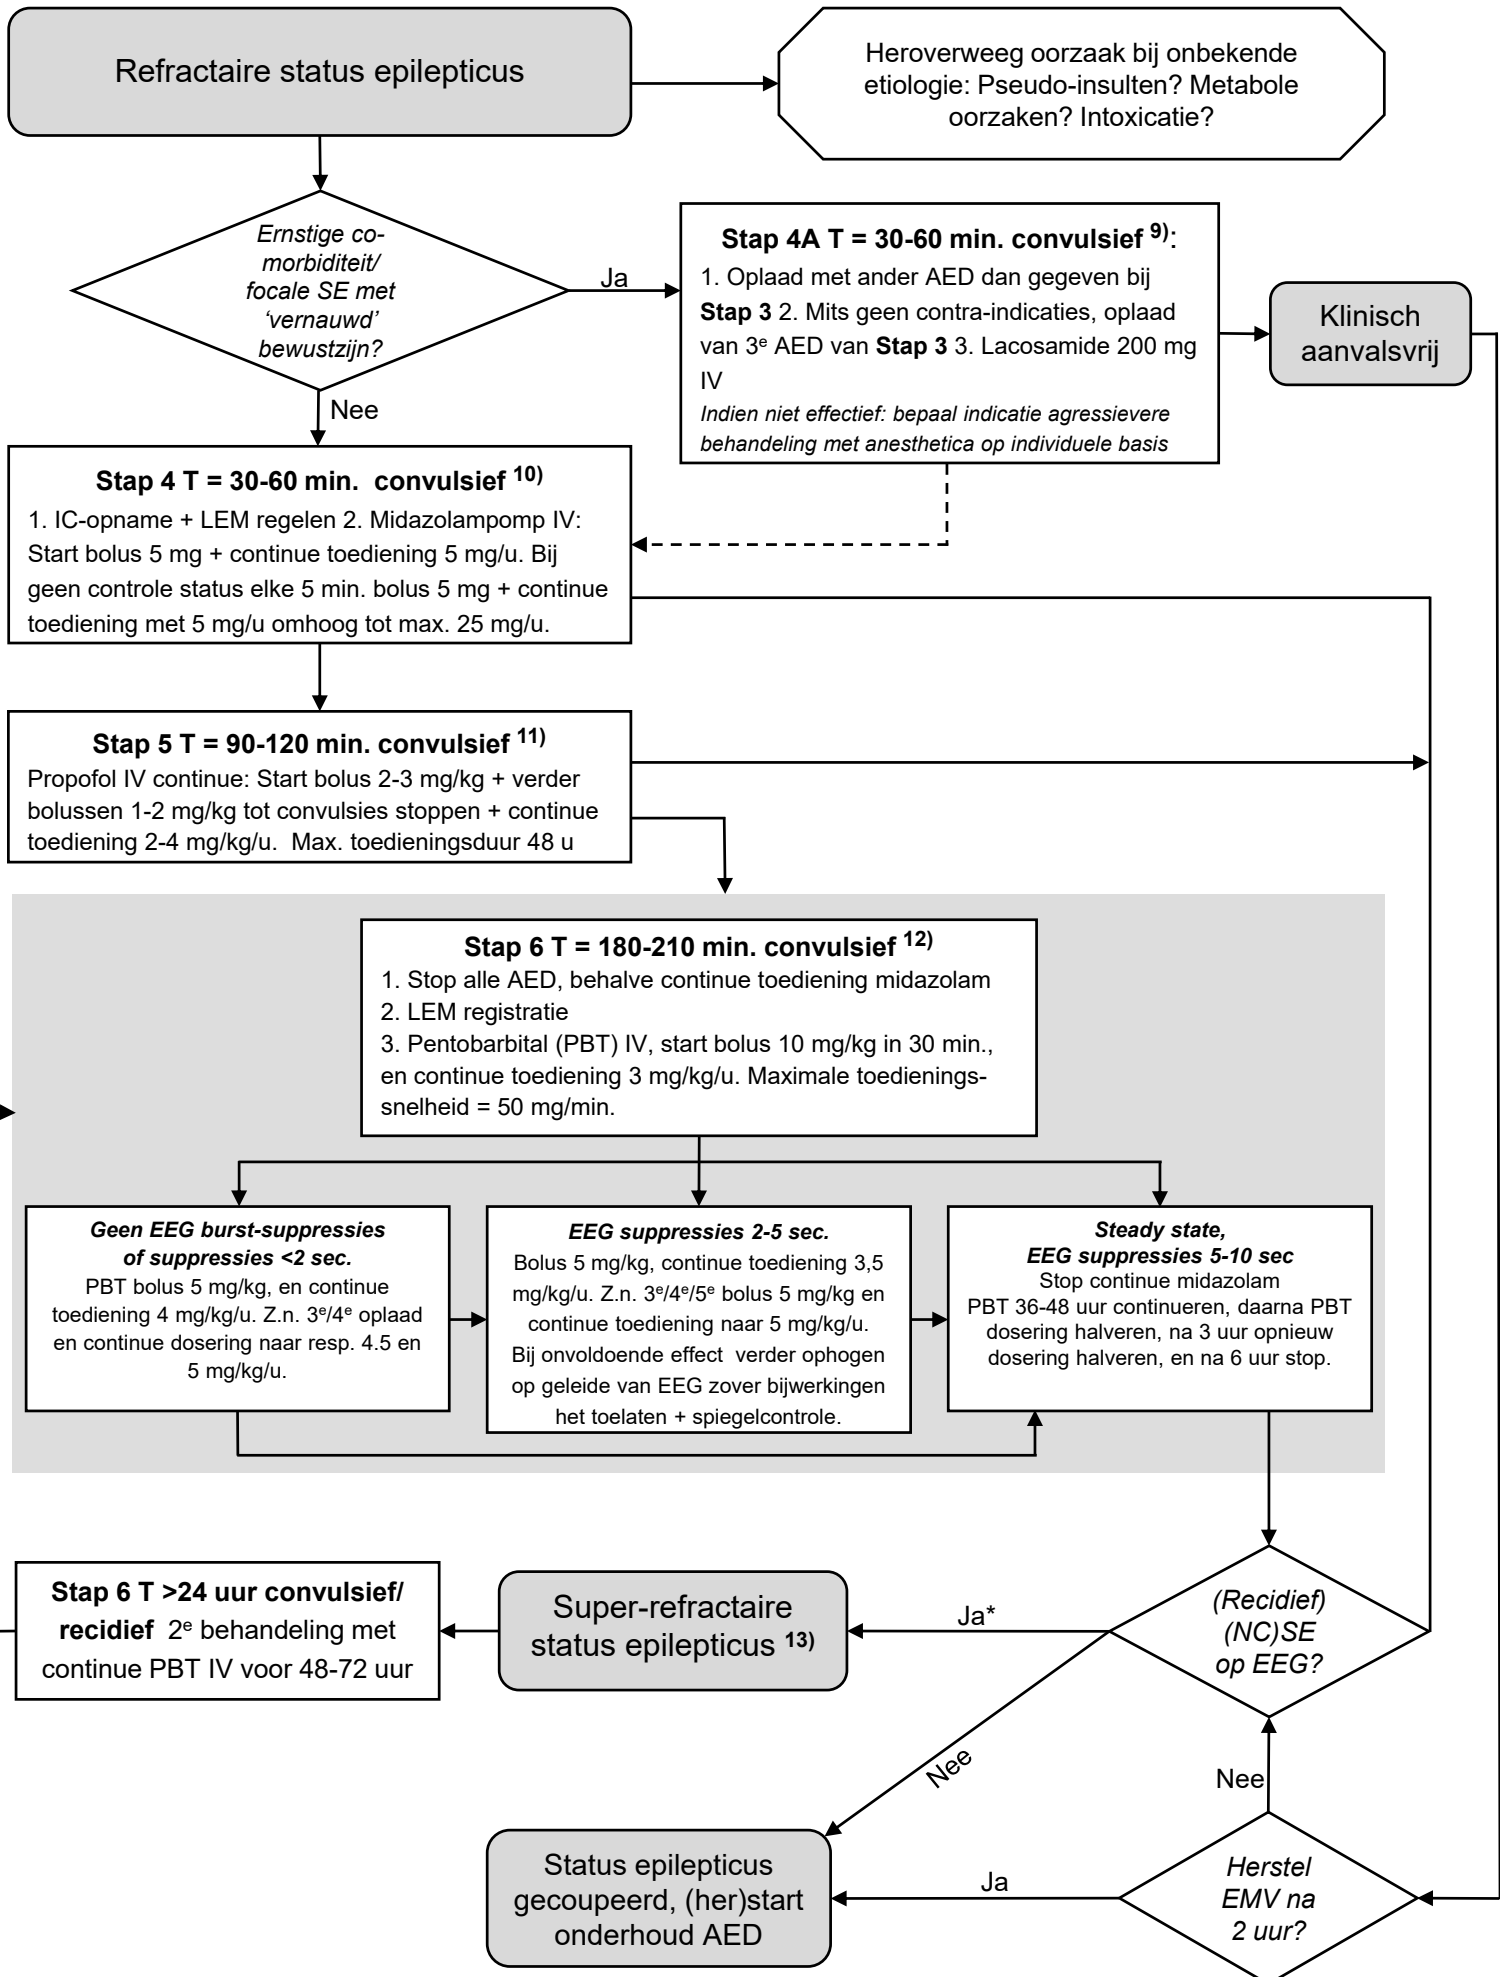 Refractaire status epilepticus
Heroverweeg oorzaak bij onbekende
etiologie: Pseudo-insulten? Metabole
oorzaken? Intoxicatie?
Ernstige co-
morbiditeit/
focale SE met
‘vernauwd’
bewustzijn?
Ja
Stap 4A T = 30-60 min. convulsief 9):
1. Oplaad met ander AED dan gegeven bij
Stap 3 2. Mits geen contra-indicaties, oplaad
van 3e AED van Stap 3 3. Lacosamide 200 mg
IV
Indien niet effectief: bepaal indicatie agressievere
behandeling met anesthetica op individuele basis
Klinisch
aanvalsvrij
Nee
Stap 4 T = 30-60 min. convulsief 10)
1. IC-opname + LEM regelen 2. Midazolampomp IV:
Start bolus 5 mg + continue toediening 5 mg/u. Bij
geen controle status elke 5 min. bolus 5 mg + continue
toediening met 5 mg/u omhoog tot max. 25 mg/u.
Stap 5 T = 90-120 min. convulsief 11)
Propofol IV continue: Start bolus 2-3 mg/kg + verder
bolussen 1-2 mg/kg tot convulsies stoppen + continue
toediening 2-4 mg/kg/u. Max. toedieningsduur 48 u
Stap 6 T = 180-210 min. convulsief 12)
1. Stop alle AED, behalve continue toediening midazolam
2. LEM registratie
3. Pentobarbital (PBT) IV, start bolus 10 mg/kg in 30 min.,
en continue toediening 3 mg/kg/u. Maximale toedienings-
snelheid = 50 mg/min.
Geen EEG burst-suppressies
of suppressies <2 sec.
PBT bolus 5 mg/kg, en continue
toediening 4 mg/kg/u. Z.n. 3e/4e oplaad
en continue dosering naar resp. 4.5 en
5 mg/kg/u.
EEG suppressies 2-5 sec.
Bolus 5 mg/kg, continue toediening 3,5
mg/kg/u. Z.n. 3e/4e/5e bolus 5 mg/kg en
continue toediening naar 5 mg/kg/u.
Bij onvoldoende effect verder ophogen
op geleide van EEG zover bijwerkingen
het toelaten + spiegelcontrole.
Steady state,
EEG suppressies 5-10 sec
Stop continue midazolam
PBT 36-48 uur continueren, daarna PBT
dosering halveren, na 3 uur opnieuw
dosering halveren, en na 6 uur stop.
Stap 6 T >24 uur convulsief/
recidief 2e behandeling met
continue PBT IV voor 48-72 uur
Super-refractaire
status epilepticus 13)
Ja*
(Recidief)
(NC)SE
op EEG?
Nee
Nee
Status epilepticus
gecoupeerd, (her)start
onderhoud AED
Ja
Herstel
EMV na
2 uur?